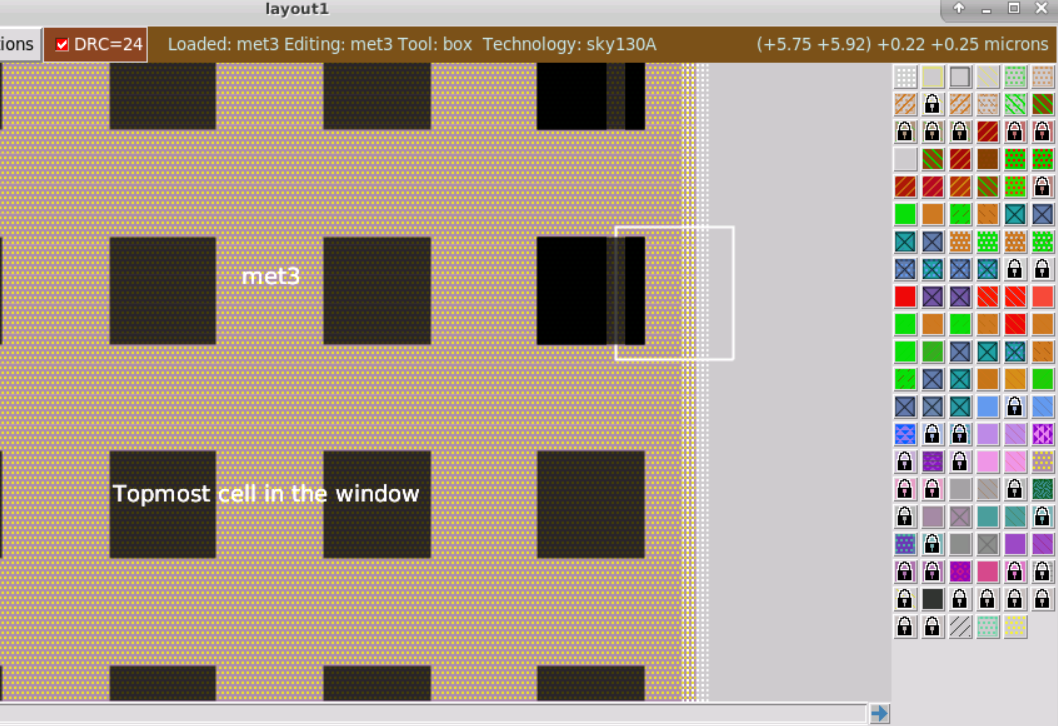 layout1
ions
DRC=24
Loaded: met3 Editing: met3 Tool: box Technology: sky130A
(+5.75 +5.92) +0.22 +0.25 microns
met3
Topmost cell in the window